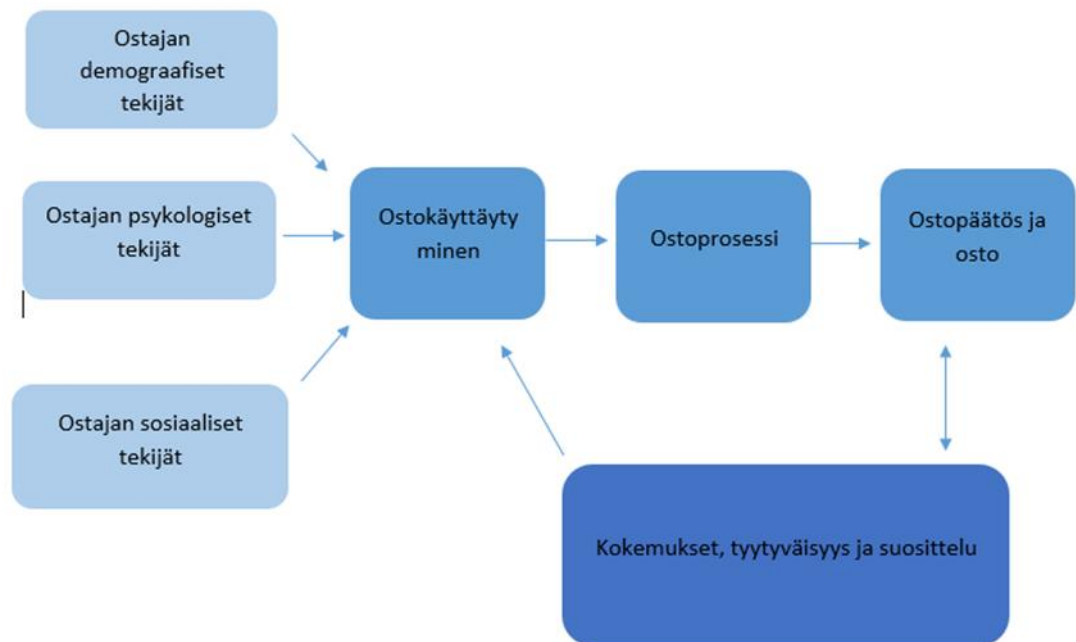 Ostajan
demograafiset
tekijät
Ostajan psykologiset
tekijät
Ostajan sosiaaliset
tekijät
Ostokäyttäyty
minen
Ostoprosessi
Ostopäätös ja
osto
Kokemukset, tyytyväisyys ja suosittelu